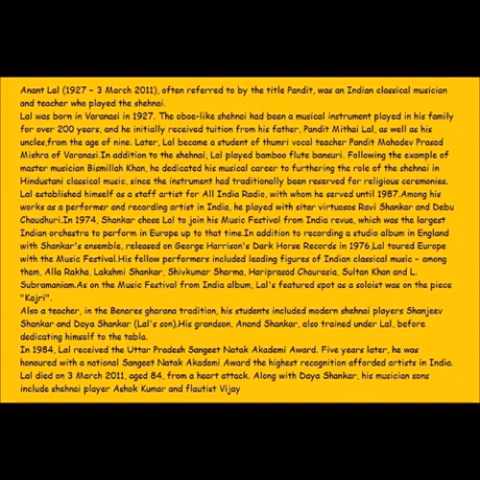 Anant Lal (1927 – 3 March 2011), often referred to by the title Pandit, was an Indian classical musician
and teacher who played the shehnai.
Lal was born in Varanasi in 1927. The oboe-like shehnai had been a musical instrument played in his family
for over 200 years, and he initially received tuition from his father, Pandit Mithai Lal, as well as his
uncles,from the age of nine. Later, Lal became a student of thumri vocal teacher Pandit Mahadev Prasad
Mishra of Varanasi.In addition to the shehnai, Lal played bamboo flute bansuri. Following the example of
master musician Bismillah Khan, he dedicated his musical career to furthering the role of the shehnai in
Hindustani classical music, since the instrument had traditionally been reserved for religious ceremonies.
Lal established himself as a staff artist for All India Radio, with whom he served until 1987.Among his
works as a performer and recording artist in India, he played with sitar virtuosos Ravi Shankar and Debu
Chaudhuri.In 1974, Shankar chose Lal to join his Music Festival from India revue, which was the largest
Indian orchestra to perform in Europe up to that time.In addition to recording a studio album in England
with Shankar's ensemble, released on George Harrison's Dark Horse Records in 1976,Lal toured Europe
with the Music Festival.His fellow performers included leading figures of Indian classical music – among
them, Alla Rakha, Lakshmi Shankar, Shivkumar Sharma, Hariprasad Chaurasia, Sultan Khan and L.
Subramaniam.As on the Music Festival from India album, Lal's featured spot as a soloist was on the piece
"Kajri".
Also a teacher, in the Benares gharana tradition, his students included modern shehnai players Shanjeev
Shankar and Daya Shankar (Lal's son).His grandson, Anand Shankar, also trained under Lal, before
dedicating himself to the tabla.
In 1984, Lal received the Uttar Pradesh Sangeet Natak Akademi Award. Five years later, he was
honoured with a national Sangeet Natak Akademi Award the highest recognition afforded artists in India.
Lal died on 3 March 2011, aged 84, from a heart attack. Along with Daya Shankar, his musician sons
include shehnai player Ashok Kumar and flautist Vijay